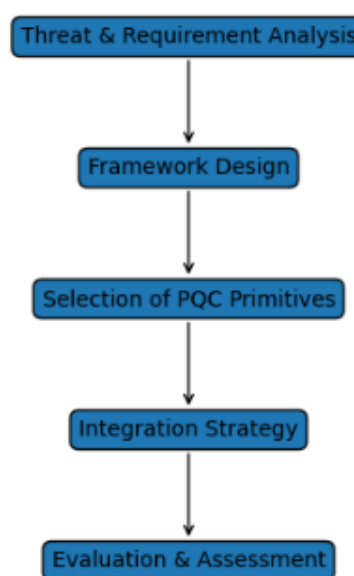 Threat & Requirement Analysis
Framework Design
Selection of PQC Primitives
Integration Strategy
Evaluation & Assessment